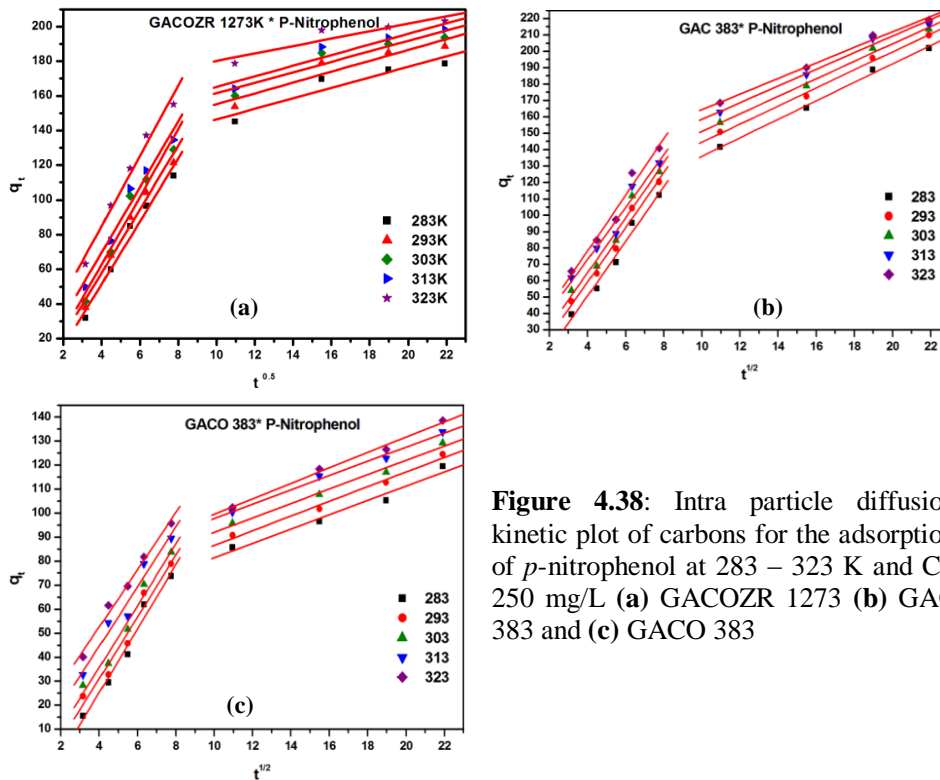 GACOZR 1273K * P-Nitrophenol
200
180
160
140
120
100
80
60
40
20
q t
283K
293K
303K
313K
323K
(a)
2 4 6 8 10 12 14 16 18 20 22
t 0.5
GAC 383* P-Nitrophenol
220
210
200
190
180
170
160
150
140
130
120
110
100
90
80
70
60
50
40
30
q t
283
293
303
313
323
(b)
2 4 6 8 10 12 14 16 18 20 22
t 1/2
GACO 383* P-Nitrophenol
140
130
120
110
100
90
80
70
60
50
40
30
20
10
q t
283
293
303
313
323
(c)
2 4 6 8 10 12 14 16 18 20 22
t 1/2
Figure 4.38: Intra particle diffusio
kinetic plot of carbons for the adsorptio
of p-nitrophenol at 283 – 323 K and C
250 mg/L (a) GACOZR 1273 (b) GAC
383 and (c) GACO 383